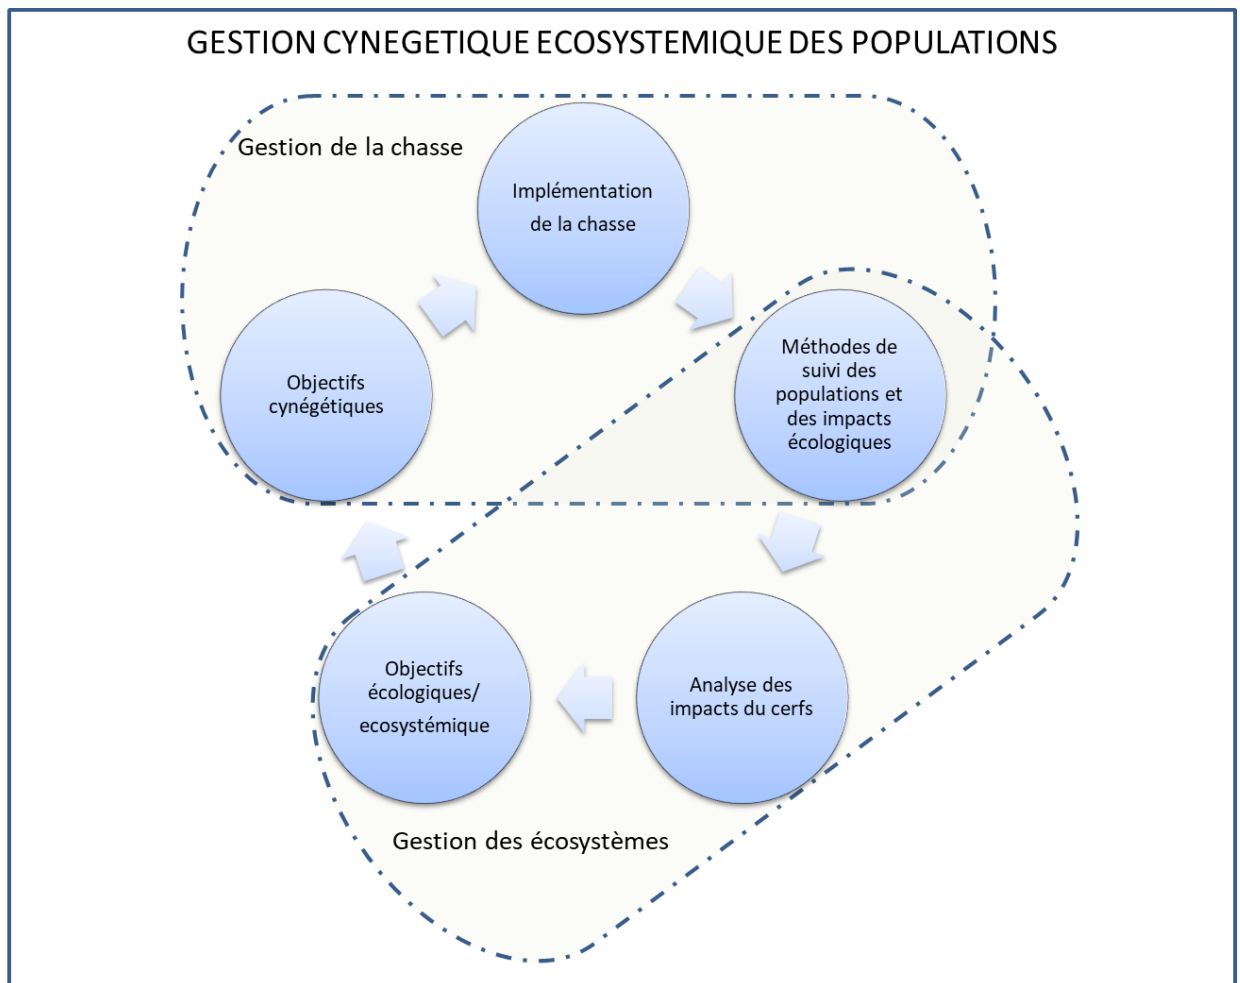 GESTION CYNEGETIQUE ECOSYSTEMIQUE DES POPULATIONS
Gestion de la chasse
Implémentation
de la chasse
Objectifs
cynégétiques
Méthodes de
suivi des
populations et
des impacts
écologiques
Objectifs
écologiques/
ecosystémique
Analyse des
impacts du cerfs
Gestion des écosystèmes